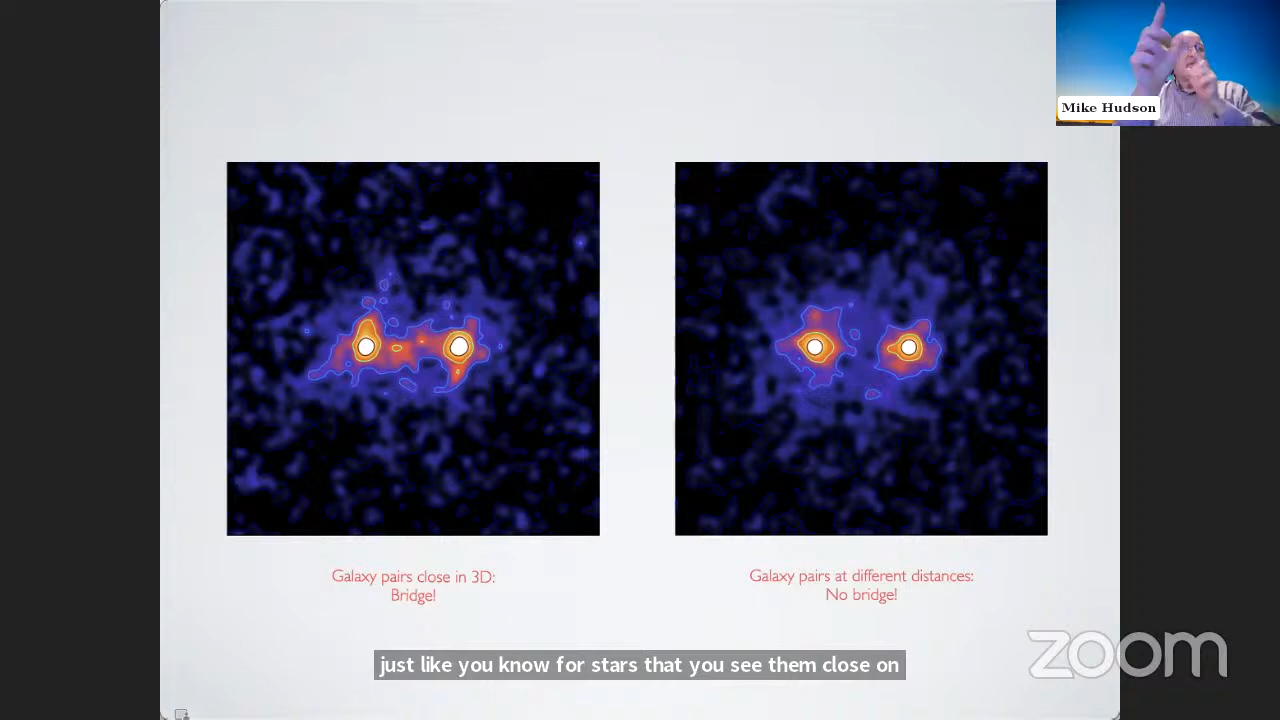 Mike Hudson
Galaxy pairs close in 3D:
Bridge!
Galaxy pairs at different distances:
No bridge!
just like you know for stars that you see them close on
zoom